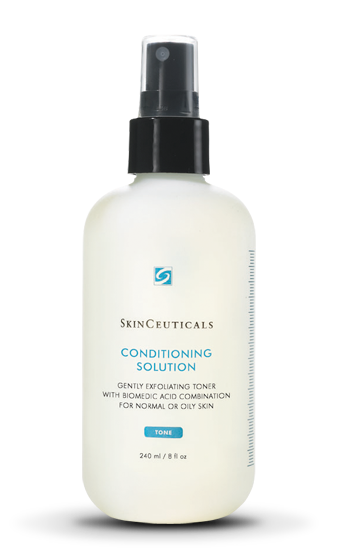 SKINCEUTICALS
CONDITIONING
SOLUTION
GENTLY EXFOLIATING TONER
WITH BIOMEDIC ACID COMBINATION
FOR NORMAL OR OILY SKIN
TONE
240 ml / 8 fl oz